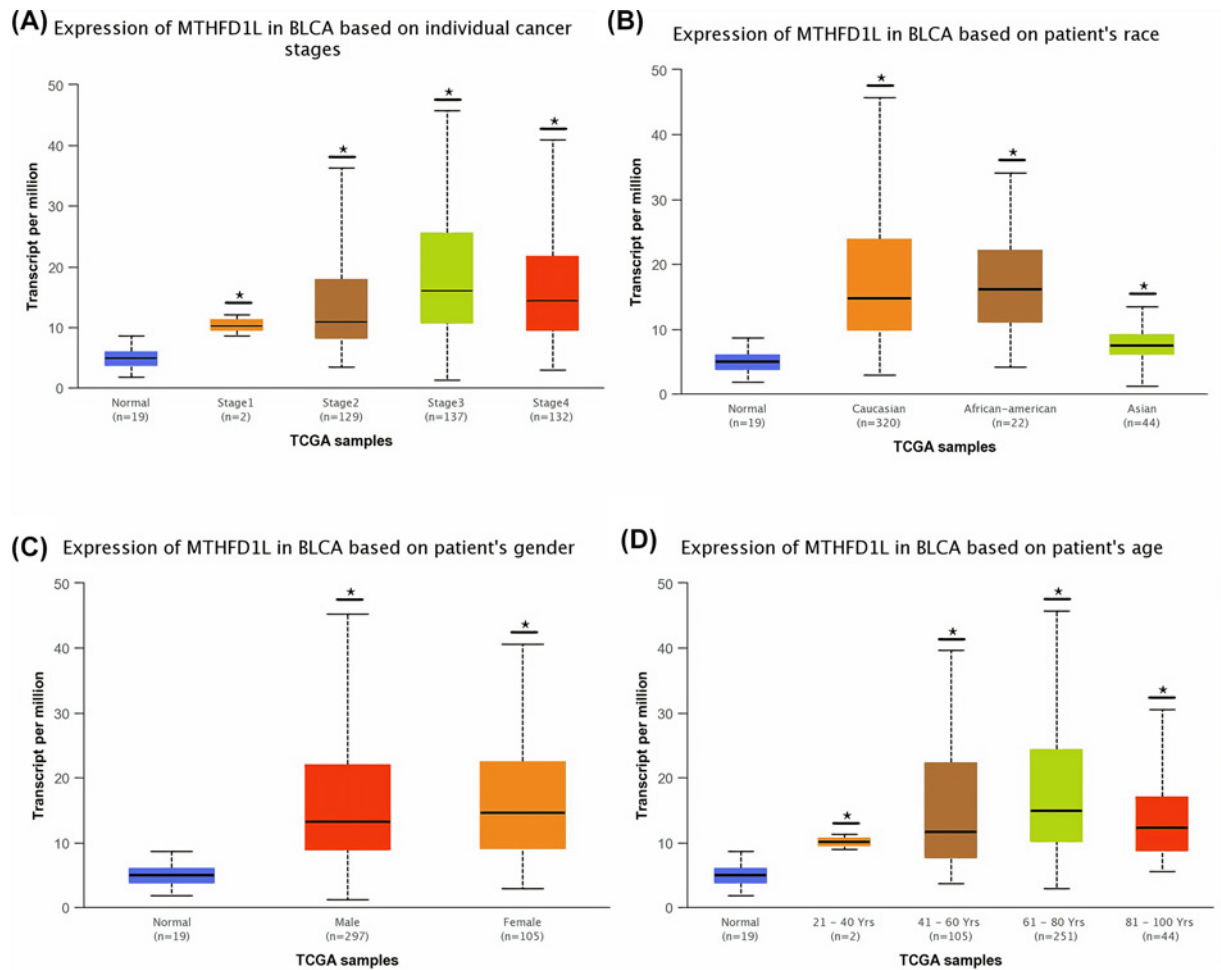 (A)
Expression of MTHFD1L in BLCA based on individual cancer
stages
50
40
30
20
10
0
Transcript per million
★
★
★
★
Normal
(n=19)
Stage1
(n=2)
Stage2
(n=129)
Stage3
(n=137)
Stage4
(n=132)
TCGA samples
(B)
Expression of MTHFD1L in BLCA based on patient's race
50
40
30
20
10
0
Transcript per million
★
★
★
Normal
(n=19)
Caucasian
(n=320)
African-american
(n=22)
Asian
(n=44)
TCGA samples
(C)
Expression of MTHFD1L in BLCA based on patient's gender
50
40
30
20
10
0
Transcript per million
★
★
Normal
(n=19)
Male
(n=297)
Female
(n=105)
TCGA samples
(D)
Expression of MTHFD1L in BLCA based on patient's age
50
40
30
20
10
0
Transcript per million
★
★
★
★
Normal
(n=19)
21 - 40 Yrs
(n=2)
41 - 60 Yrs
(n=105)
61 - 80 Yrs
(n=251)
81 - 100 Yrs
(n=44)
TCGA samples